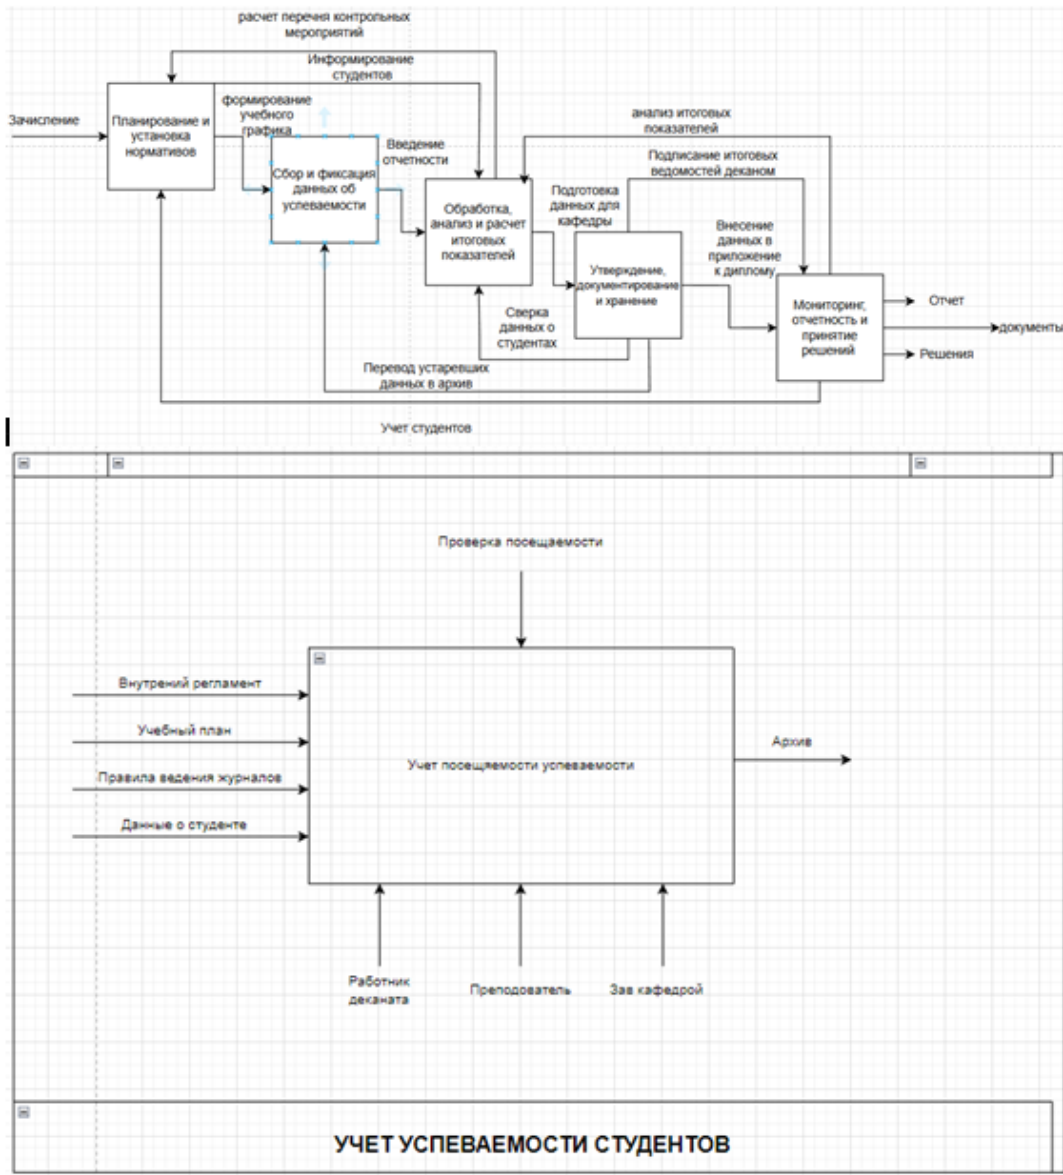 расчет перечня контрольных
мероприятий
Информирование
студентов
Зачисление
Планирование и
установка
нормативов
формирование
учебного
графика
Сбор и фиксация
данных об
успеваемости
Введение
отчетности
анализ итоговых
показателей
Подписание итоговых
ведомостей деканом
Обработка,
анализ и расчет
итоговых
показателей
Подготовка
данных для
кафедры
Утверждение,
документирование
и хранение
Внесение
данных в
приложение
к диплому
Мониторинг,
отчетность и
принятие
решений
Отчет
документы
Решения
Сверка
данных о
студентах
Перевод устаревших
данных в архив
Учет студентов
Проверка посещаемости
Внутрений регламент
Учебный план
Правила ведения журналов
Данные о студенте
Учет посещяемости успеваемости
Архив
Работник
деканата
Преподователь
Зав кафедрой
УЧЕТ УСПЕВАЕМОСТИ СТУДЕНТОВ